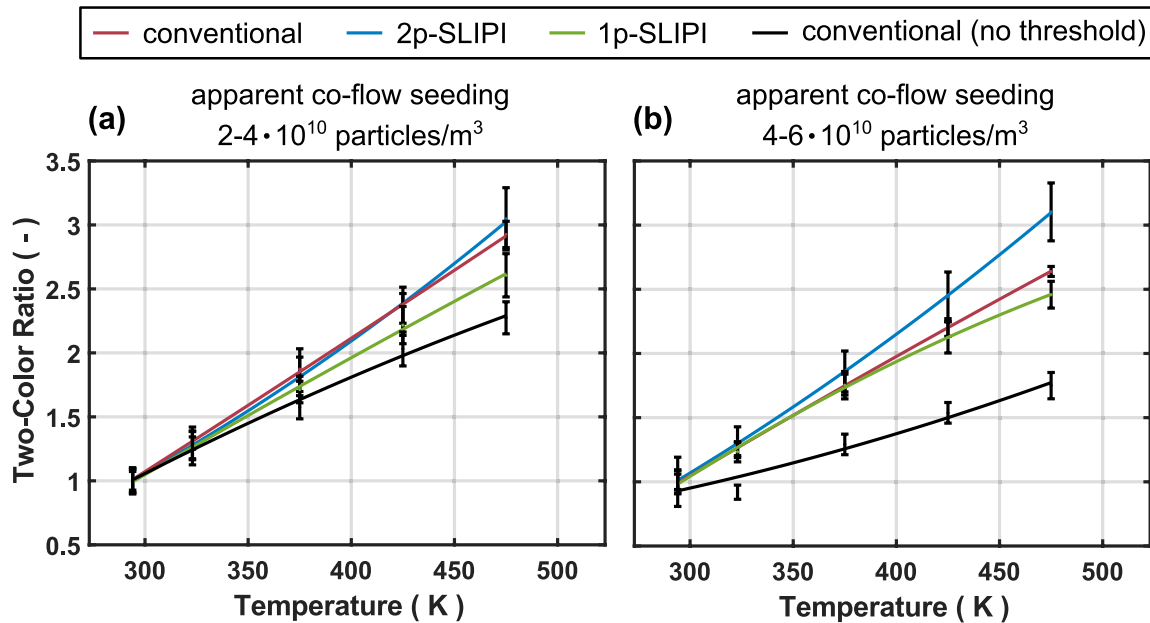 conventional 2p-SLIPI 1p-SLIPI conventional (no threshold)
(a) apparent co-flow seeding
2-4·10¹⁰ particles/m³
(b) apparent co-flow seeding
4-6·10¹⁰ particles/m³
3.5
3
2.5
2
1.5
1
0.5
Two-Color Ratio ( - )
300 350 400 450 500
Temperature ( K )
300 350 400 450 500
Temperature ( K )